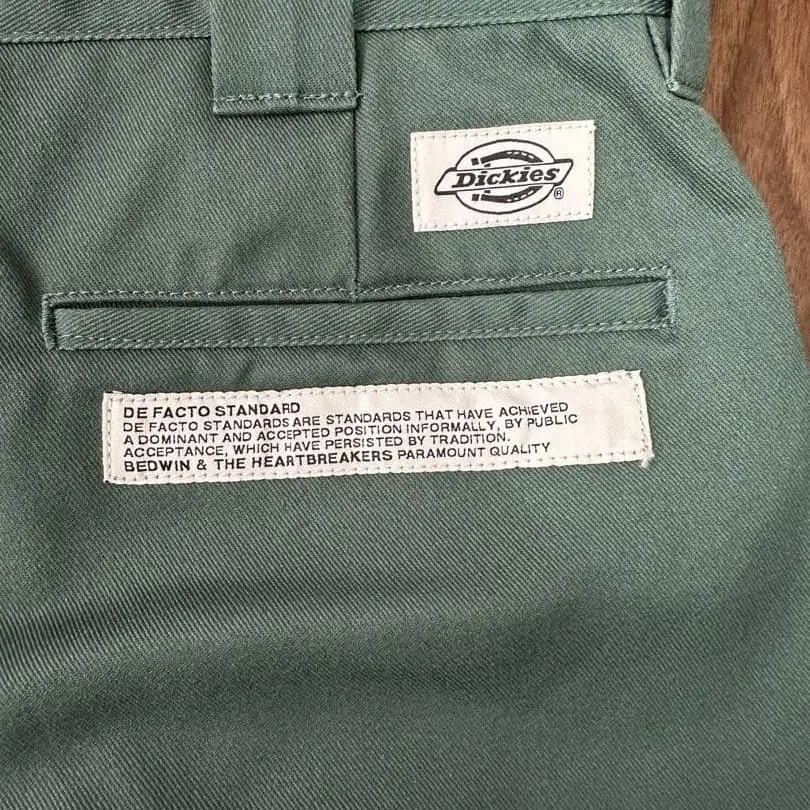 Dickies
®
DE FACTO STANDARD
DE FACTO STANDARDS ARE STANDARDS THAT HAVE ACHIEVED
A DOMINANT AND ACCEPTED POSITION INFORMALLY, BY PUBLIC
ACCEPTANCE, WHICH HAVE PERSISTED BY TRADITION.
BEDWIN & THE HEARTBREAKERS PARAMOUNT QUALITY